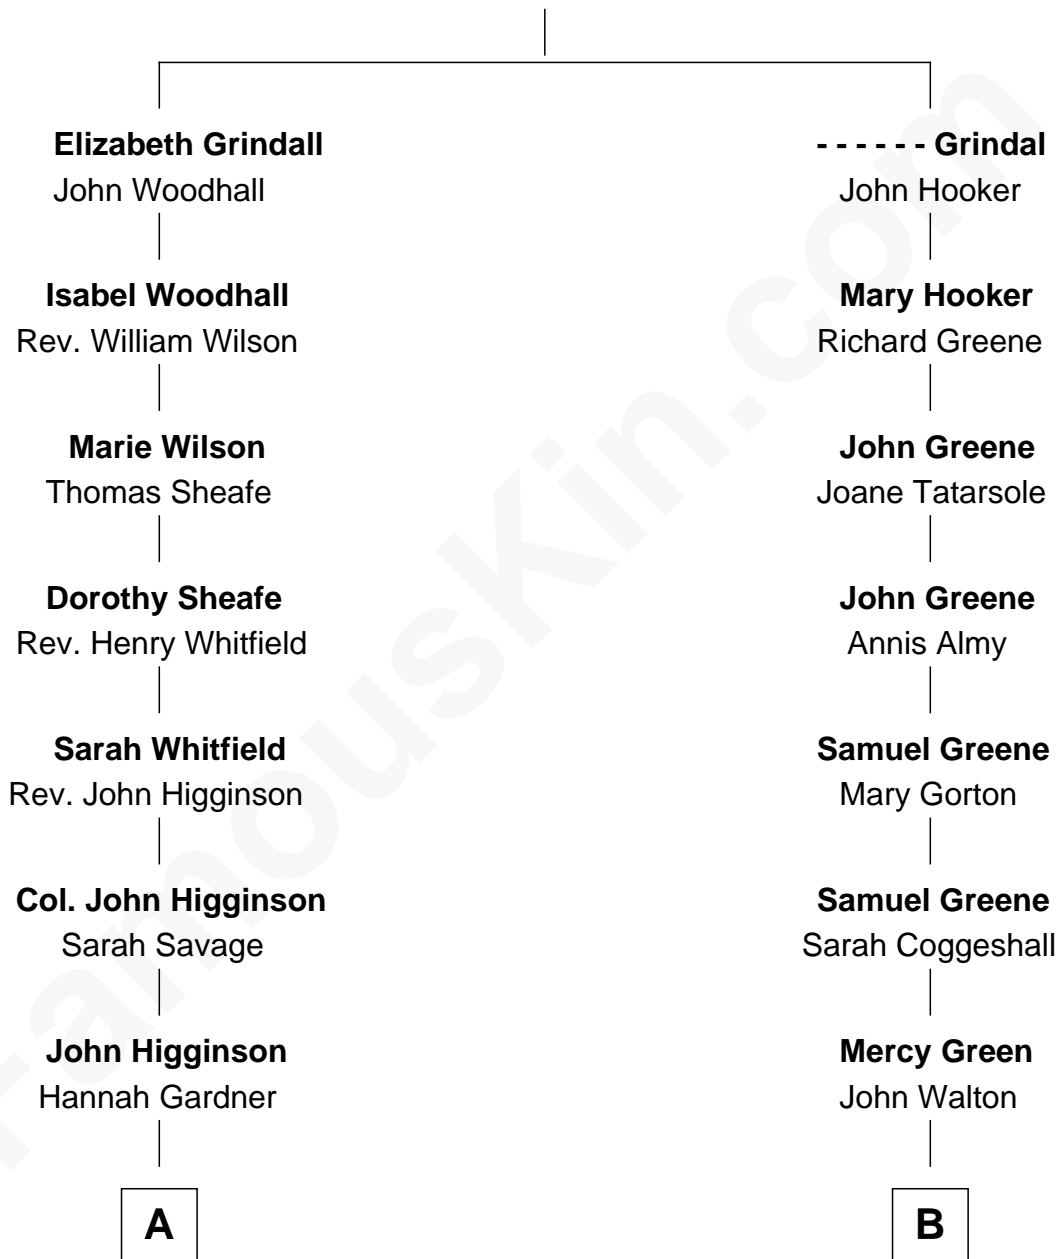 Elizabeth Grindall
John Woodhall
Isabel Woodhall
Rev. William Wilson
Marie Wilson
Thomas Sheafe
Dorothy Sheafe
Rev. Henry Whitfield
Sarah Whitfield
Rev. John Higginson
Col. John Higginson
Sarah Savage
John Higginson
Hannah Gardner
A
- - - - - - Grindal
John Hooker
Mary Hooker
Richard Greene
John Greene
Joane Tatarsole
John Greene
Annis Almy
Samuel Greene
Mary Gorton
Samuel Greene
Sarah Coggeshall
Mercy Green
John Walton
B
FamousKin.com